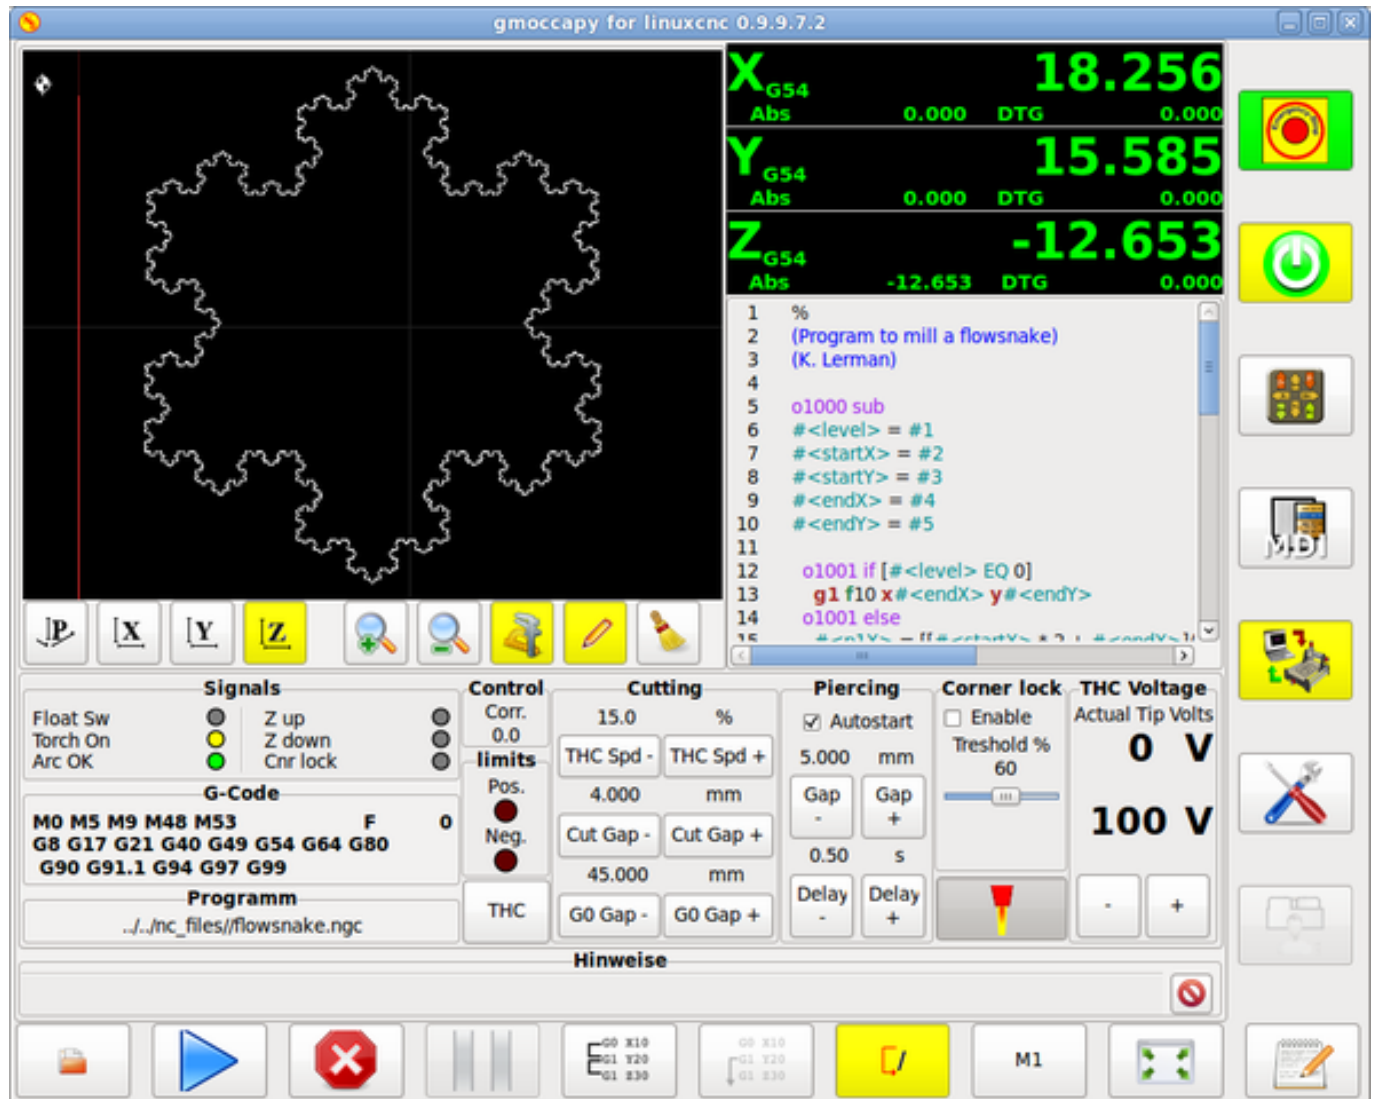 gmoccapy for linuxcnc 0.9.9.7.2
X G54 18.256
Abs 0.000 DTG 0.000
Y G54 15.585
Abs 0.000 DTG 0.000
Z G54 -12.653
Abs -12.653 DTG 0.000
1 %
2 (Program to mill a flowsnake)
3 (K. Lerman)
4
5 o1000 sub
6 #<level> = #1
7 #<startX> = #2
8 #<startY> = #3
9 #<endX> = #4
10 #<endY> = #5
11
12 o1001 if [#<level> EQ 0]
13 g1 f10 x#<endX> y#<endY>
14 o1001 else
MDI
P X Y Z
Signals
Float Sw Z up
Torch On Z down
Arc OK Cnr lock
G-Code
M0 M5 M9 M48 M53 F 0
G8 G17 G21 G40 G49 G54 G64 G80
G90 G91.1 G94 G97 G99
Programm
../../nc_files//flowsnake.ngc
Control
Corr.
0.0
limits
Pos.
Neg.
THC
Cutting
15.0 %
THC Spd - THC Spd +
4.000 mm
Cut Gap - Cut Gap +
45.000 mm
G0 Gap - G0 Gap +
Piercing
Autostart
5.000 mm
Gap - Gap +
0.50 s
Delay - Delay +
Corner lock
Enable
Treshold %
60
THC Voltage
Actual Tip Volts
0 V
100 V
- +
Hinweise
G0 X10
G1 Y20
G1 Z30
G0 X10
G1 Y20
G1 Z30
M1